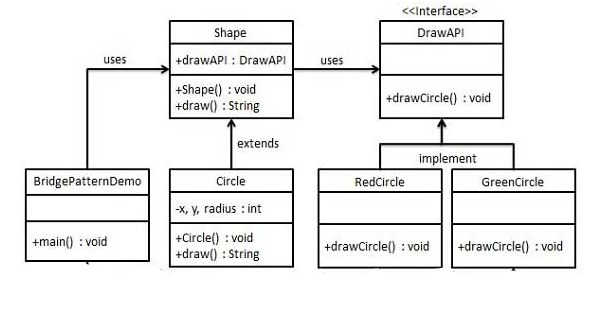 <<Interface>>
Shape
DrawAPI
+drawAPI : DrawAPI
uses
uses
+Shape() : void
+draw() : String
+drawCircle() : void
extends
implement
BridgePatternDemo
Circle
RedCircle
GreenCircle
-x, y, radius : int
+main() : void
+Circle() : void
+draw() : String
+drawCircle() : void
+drawCircle() : void